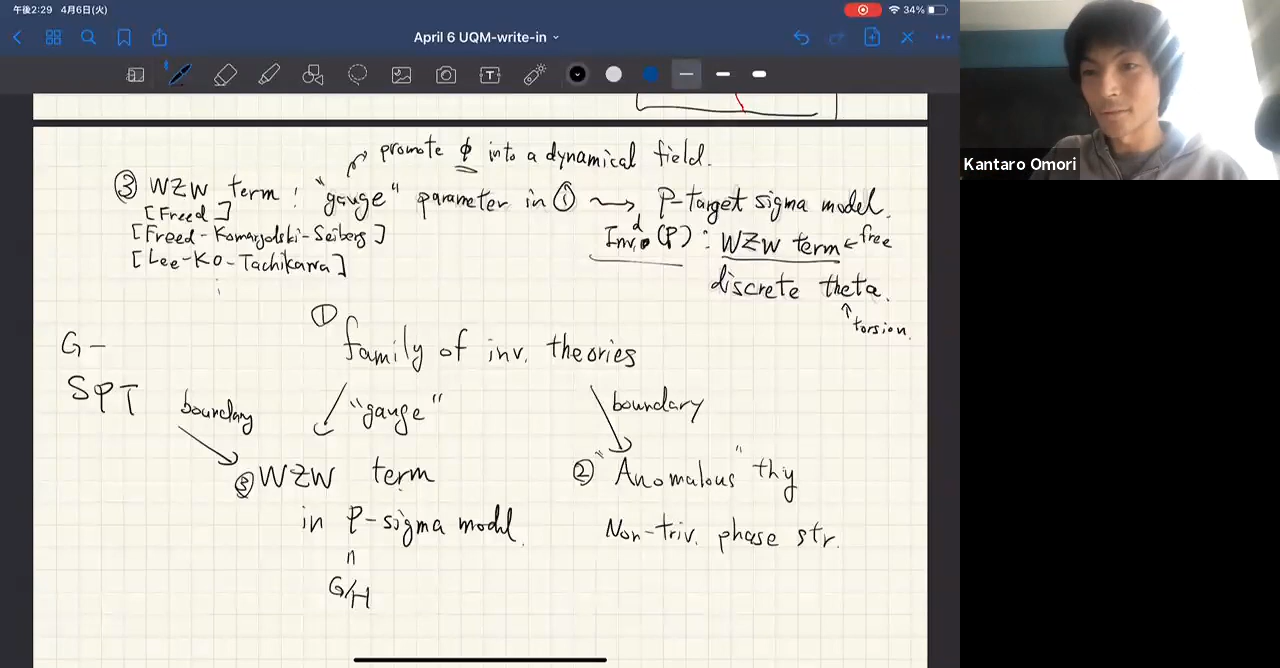 午後2:29 4月6日(火)
34%
April 6 UQM-write-in
Kantaro Omori
promote ϕ into a dynamical field.
③ WZW term : "gauge" parameter in ① ⇝ P-target sigma model.
[Freed]
Inv^d (P) : WZW term ← free
[Freed-Komargodski-Seiberg]
[Lee-Ko-Tachikawa]
discrete theta.
↑ torsion.
①
family of inv. theories
G-
SPT
boundary
"gauge"
boundary
③ WZW term
② "Anomalous" thy
in P-sigma model.
Non-triv. phase str.
G/H